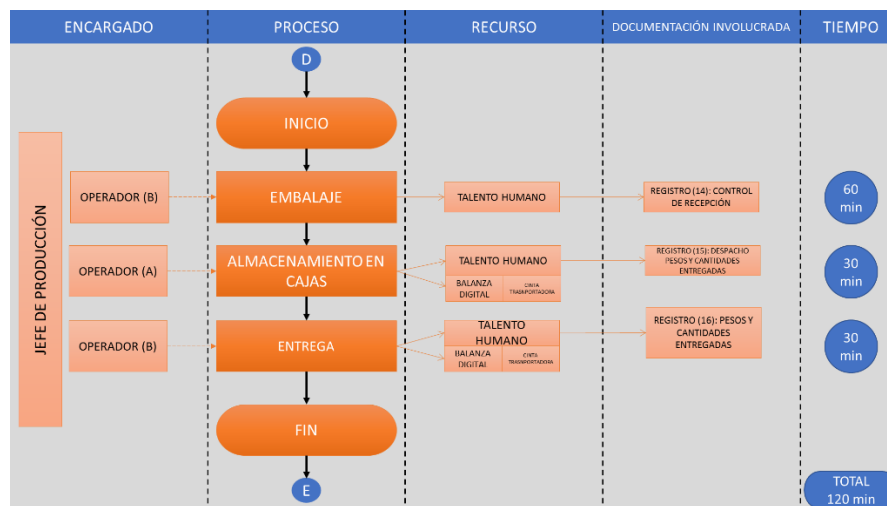 ENCARGADO
PROCESO
RECURSO
DOCUMENTACIÓN INVOLUCRADA
TIEMPO
D
INICIO
JEFE DE PRODUCCIÓN
OPERADOR (B)
EMBALAJE
TALENTO HUMANO
REGISTRO (14): CONTROL
DE RECEPCIÓN
60
min
OPERADOR (A)
ALMACENAMIENTO EN
CAJAS
TALENTO HUMANO
BALANZA
DIGITAL
CINTA
TRASNPORTADORA
REGISTRO (15): DESPACHO
PESOS Y CANTIDADES
ENTREGADAS
30
min
OPERADOR (B)
ENTREGA
TALENTO
HUMANO
BALANZA
DIGITAL
CINTA
TRASNPORTADORA
REGISTRO (16): PESOS Y
CANTIDADES
ENTREGADAS
30
min
FIN
E
TOTAL
120 min